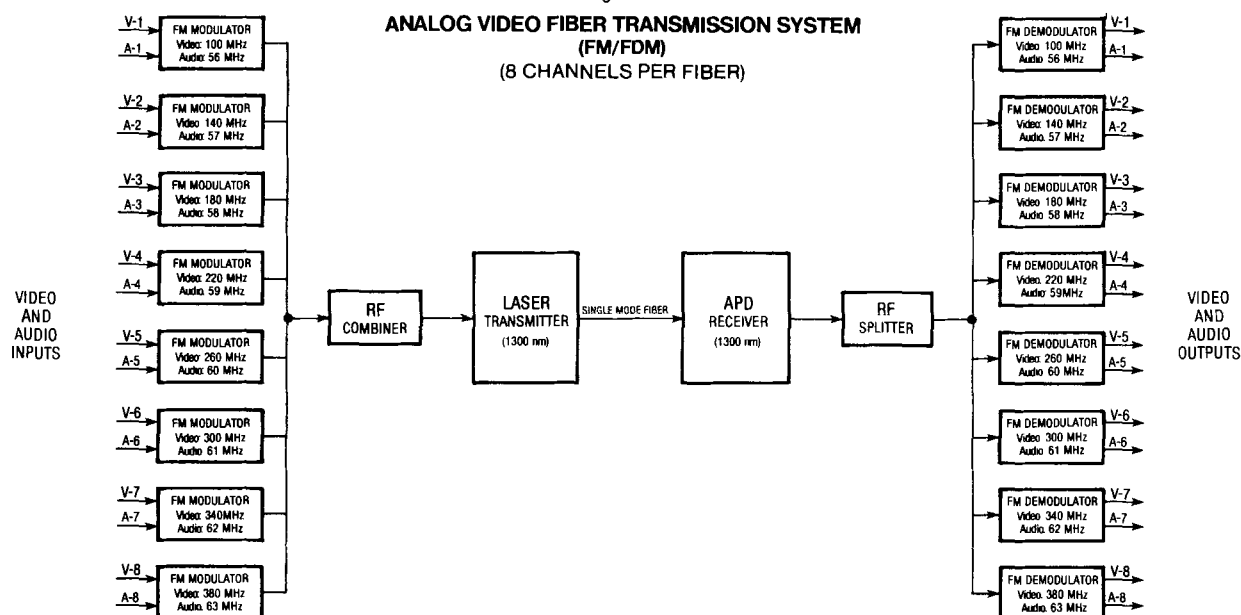 ANALOG VIDEO FIBER TRANSMISSION SYSTEM
(FM/FDM)
(8 CHANNELS PER FIBER)
VIDEO
AND
AUDIO
INPUTS
V-1
A-1
FM MODULATOR
Video: 100 MHz
Audio: 56 MHz
V-2
A-2
FM MODULATOR
Video 140 MHz
Audio: 57 MHz
V-3
A-3
FM MODULATOR
Video: 180 MHz
Audio: 58 MHz
V-4
A-4
FM MODULATOR
Video: 220 MHz
Audio: 59 MHz
V-5
A-5
FM MODULATOR
Video: 260 MHz
Audio: 60 MHz
V-6
A-6
FM MODULATOR
Video: 300 MHz
Audio: 61 MHz
V-7
A-7
FM MODULATOR
Video: 340MHz
Audio: 62 MHz
V-8
A-8
FM MODULATOR
Video: 380 MHz
Audio: 63 MHz
RF
COMBINER
LASER
TRANSMITTER
(1300 nm)
SINGLE MODE FIBER
APD
RECEIVER
(1300 nm)
RF
SPLITTER
FM DEMODULATOR
Video: 100 MHz
Audio: 56 MHz
V-1
A-1
FM DEMODULATOR
Video: 140 MHz
Audio: 57 MHz
V-2
A-2
FM DEMODULATOR
Video 180 MHz
Audio 58 MHz
V-3
A-3
FM DEMODULATOR
Video. 220 MHz
Audio: 59MHz
V-4
A-4
FM DEMODULATOR
Video: 260 MHz
Audio: 60 MHz
V-5
A-5
FM DEMODULATOR
Video 300 MHz
Audio 61 MHz
V-6
A-6
FM DEMODULATOR
Video 340 MHz
Audio. 62 MHz
V-7
A-7
FM DEMODULATOR
Video. 380 MHz
Audio. 63 MHz
V-8
A-8
VIDEO
AND
AUDIO
OUTPUTS